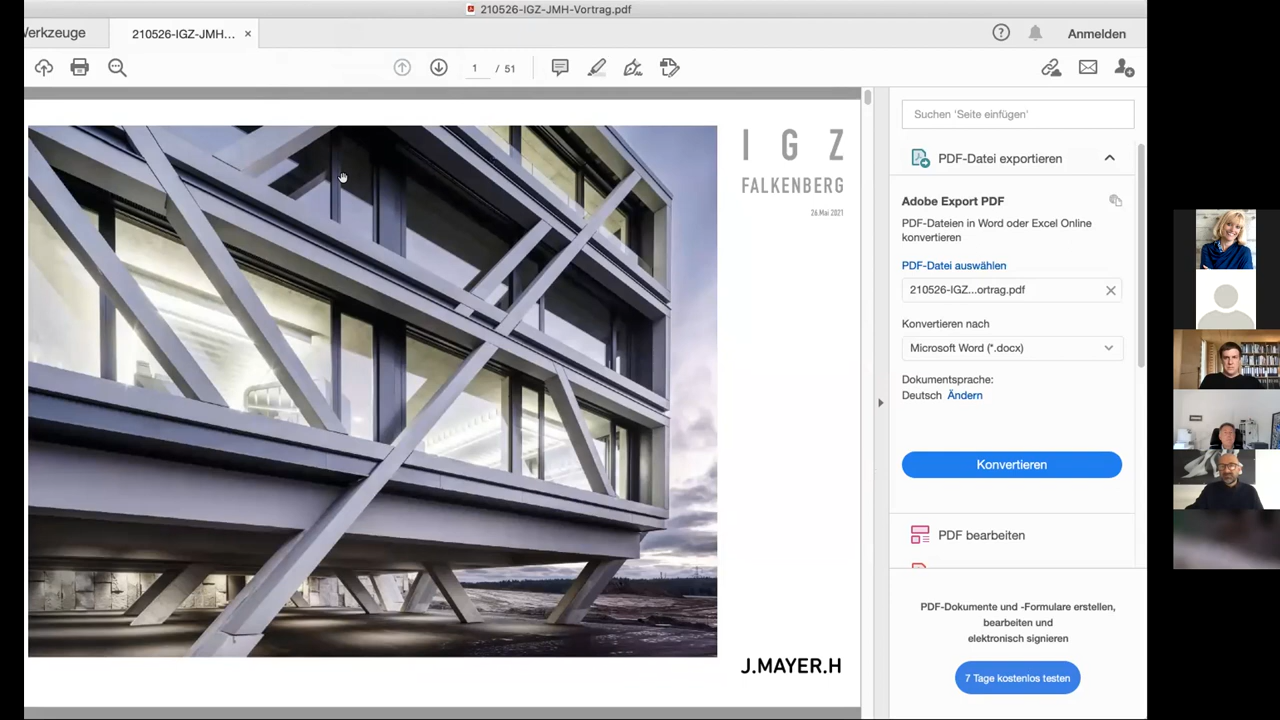 210526-IGZ-JMH-Vortrag.pdf
Werkzeuge
210526-IGZ-JMH... ×
Anmelden
1 / 51
IGZ
FALKENBERG
26.Mai 2021
J.MAYER.H
Suchen 'Seite einfügen'
PDF-Datei exportieren
Adobe Export PDF
PDF-Dateien in Word oder Excel Online
konvertieren
PDF-Datei auswählen
210526-IGZ...ortrag.pdf
Konvertieren nach
Microsoft Word (*.docx)
Dokumentsprache:
Deutsch Ändern
Konvertieren
PDF bearbeiten
PDF-Dokumente und -Formulare erstellen,
bearbeiten und
elektronisch signieren
7 Tage kostenlos testen